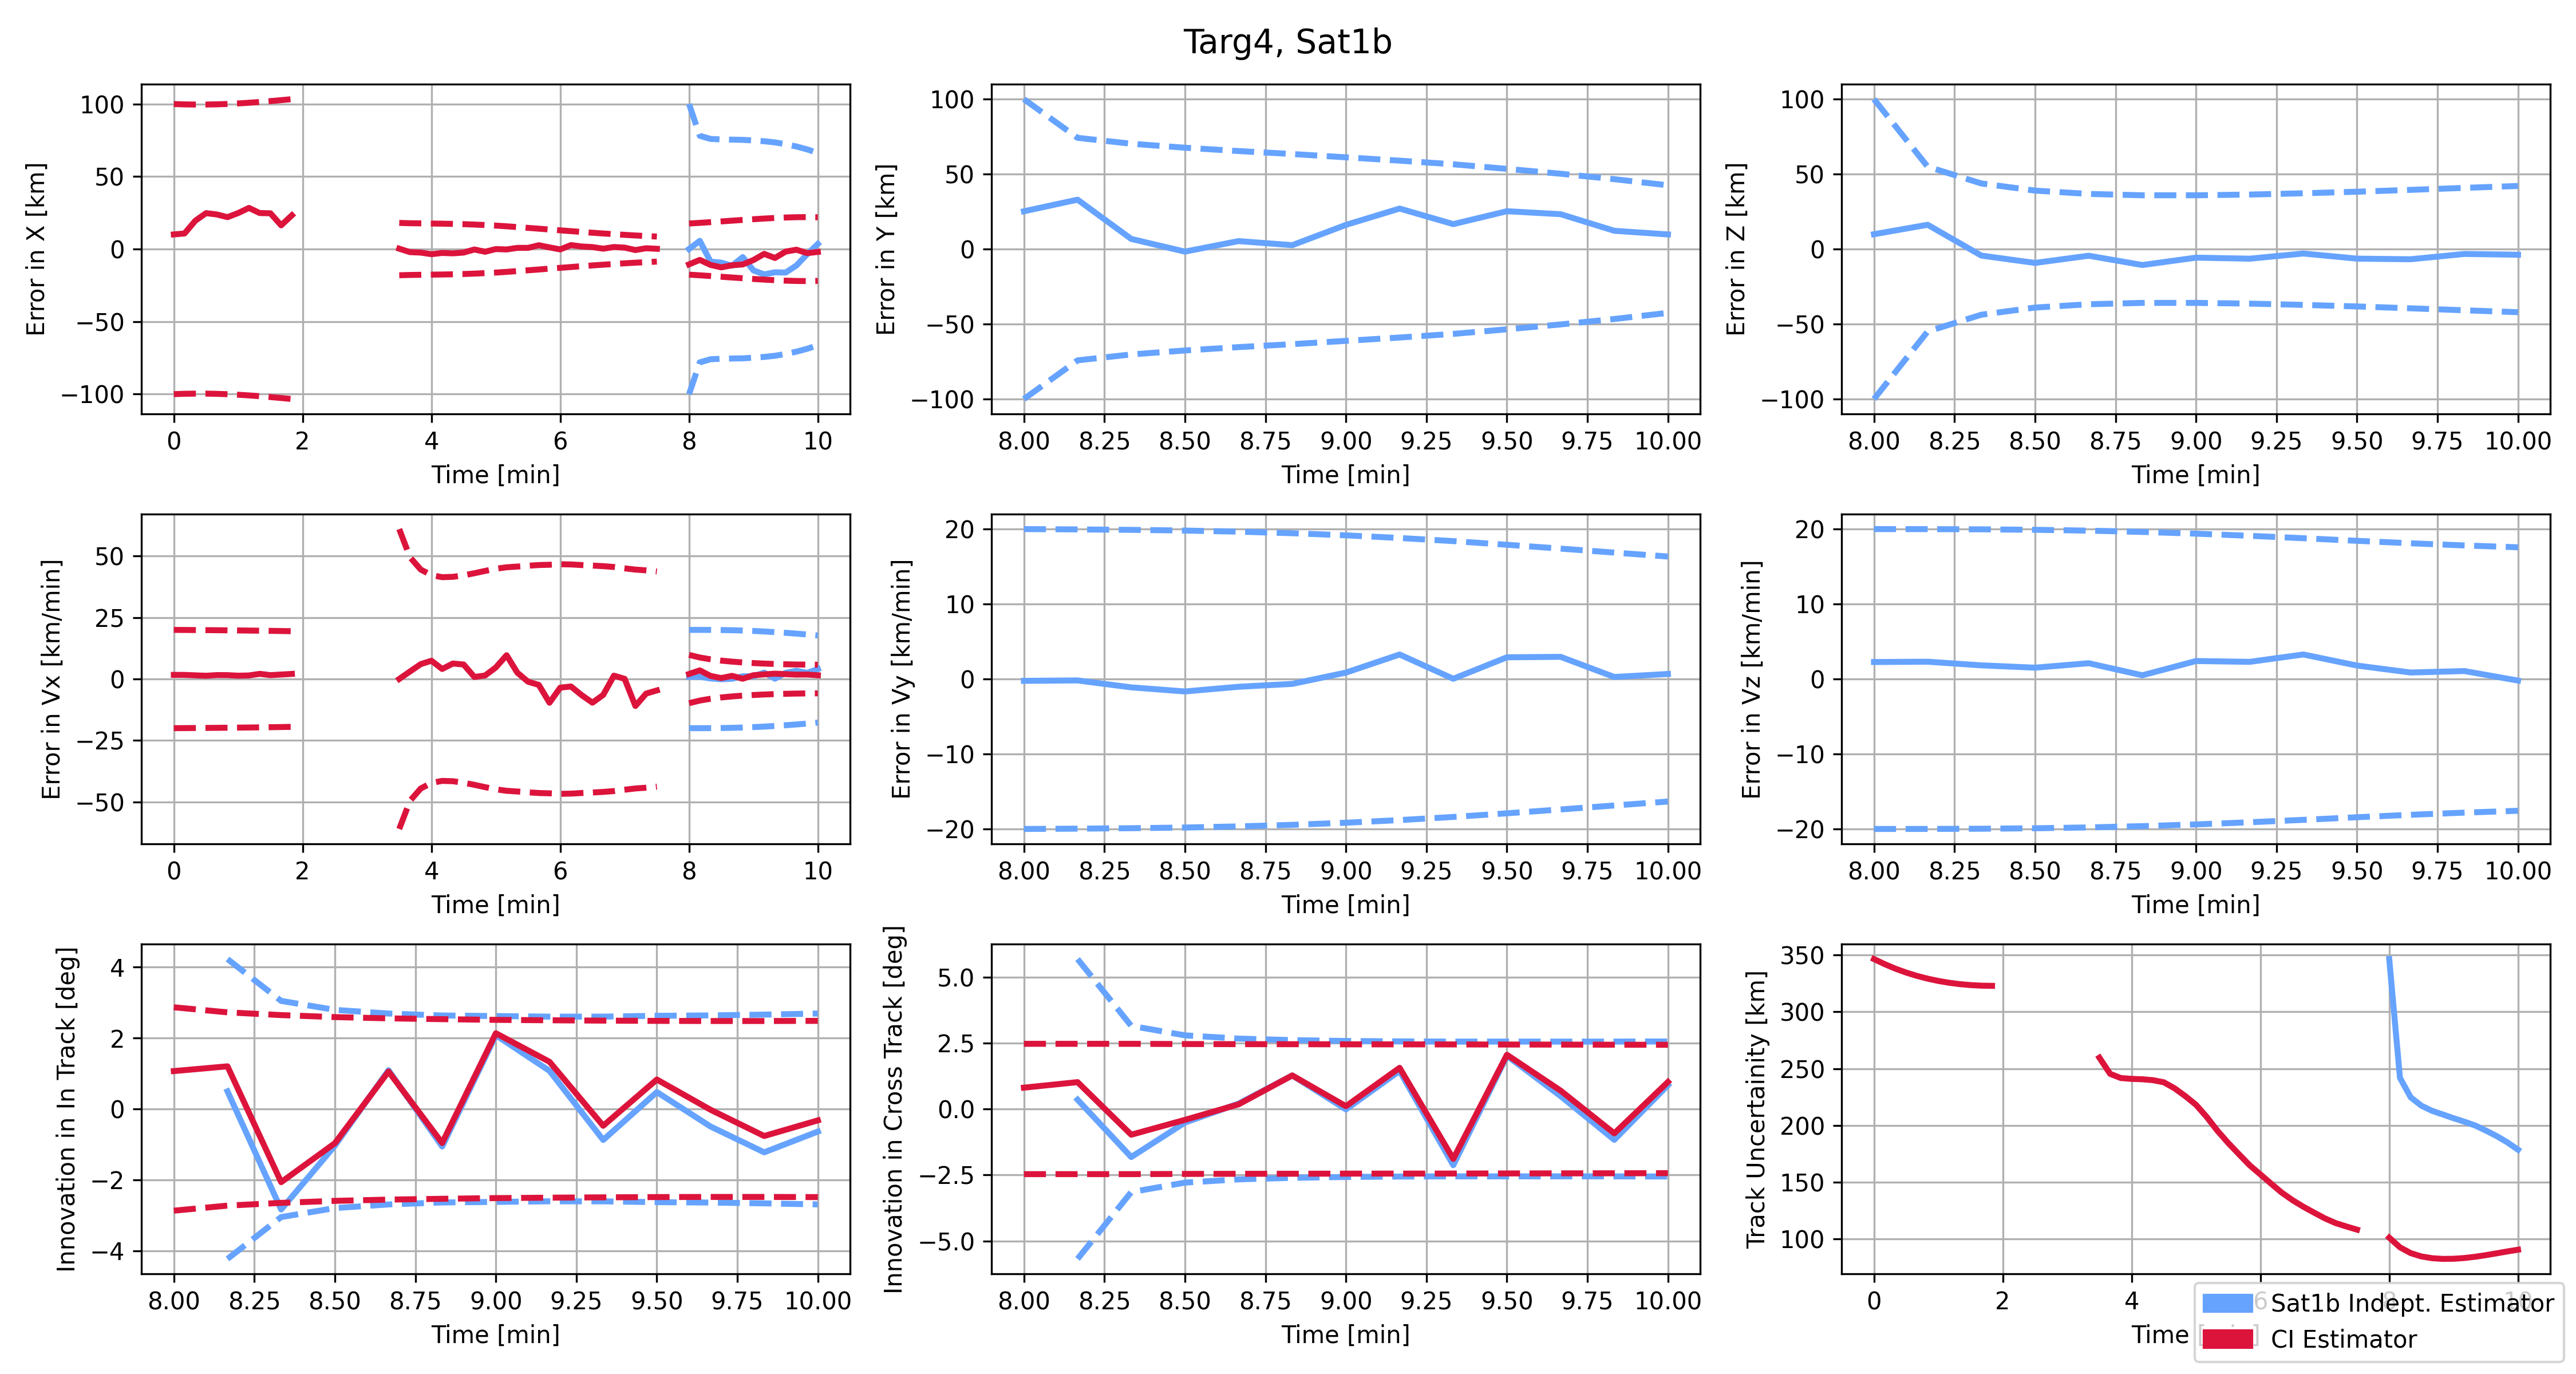 Targ4, Sat1b
Error in X [km]
100
50
0
−50
−100
0 2 4 6 8 10
Time [min]
Error in Y [km]
100
50
0
−50
−100
8.00 8.25 8.50 8.75 9.00 9.25 9.50 9.75 10.00
Time [min]
Error in Z [km]
100
50
0
−50
−100
8.00 8.25 8.50 8.75 9.00 9.25 9.50 9.75 10.00
Time [min]
Error in Vx [km/min]
50
25
0
−25
−50
0 2 4 6 8 10
Time [min]
Error in Vy [km/min]
20
10
0
−10
−20
8.00 8.25 8.50 8.75 9.00 9.25 9.50 9.75 10.00
Time [min]
Error in Vz [km/min]
20
10
0
−10
−20
8.00 8.25 8.50 8.75 9.00 9.25 9.50 9.75 10.00
Time [min]
Innovation in In Track [deg]
4
2
0
−2
−4
8.00 8.25 8.50 8.75 9.00 9.25 9.50 9.75 10.00
Time [min]
Innovation in Cross Track [deg]
5.0
2.5
0.0
−2.5
−5.0
8.00 8.25 8.50 8.75 9.00 9.25 9.50 9.75 10.00
Time [min]
Track Uncertainity [km]
350
300
250
200
150
100
0 2 4 6 8 10
Time
Sat1b Indept. Estimator
CI Estimator